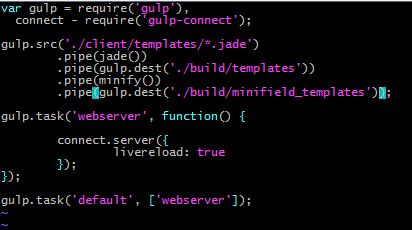 var gulp = require('gulp'),
  connect - require('gulp-connect');

gulp.src('./client/templates/*.jade')
        .pipe(jade())
        .pipe(gulp.dest('./build/templates'))
        .pipe(minify())
        .pipe(gulp.dest('./build/minifield_templates'));

gulp.task('webserver', function() {

        connect.server({
                livereload: true
        });
});

gulp.task('default', ['webserver']);
~
~